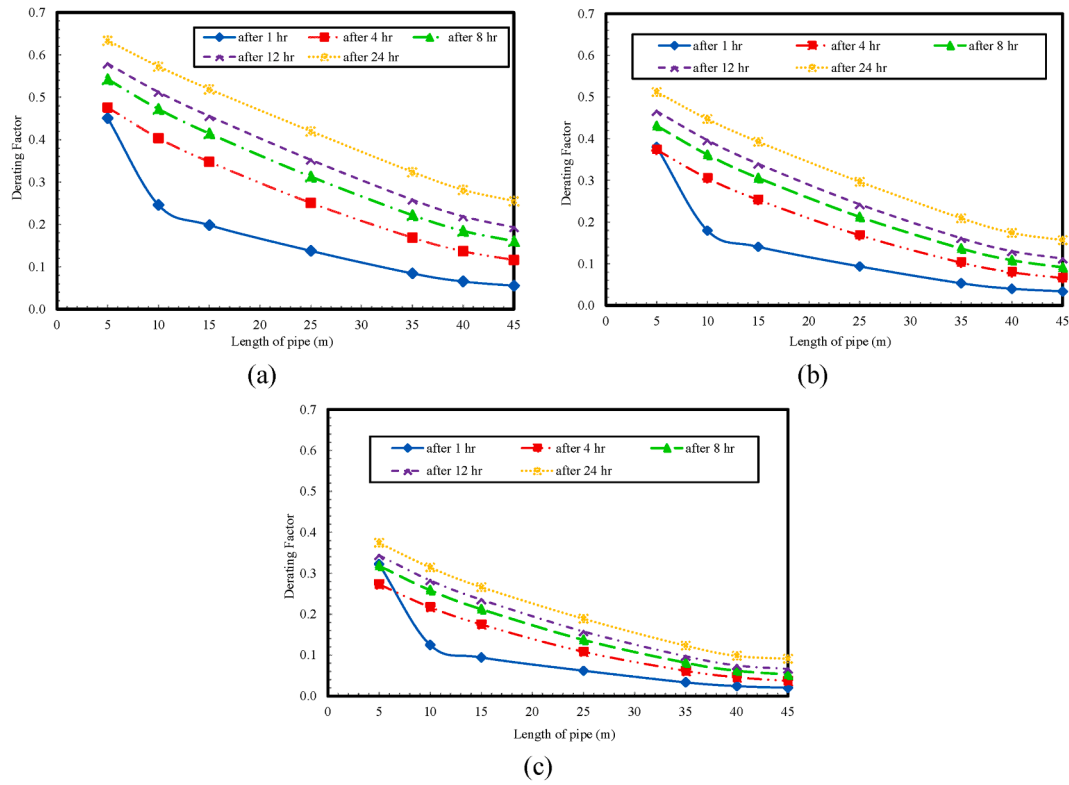 0.7
0.6
0.5
0.4
0.3
0.2
0.1
0.0
Derating Factor
after 1 hr after 4 hr after 8 hr
after 12 hr after 24 hr
0 5 10 15 20 25 30 35 40 45
Length of pipe (m)
(a)
0.7
0.6
0.5
0.4
0.3
0.2
0.1
0.0
Derating Factor
after 1 hr after 4 hr after 8 hr
after 12 hr after 24 hr
0 5 10 15 20 25 30 35 40 45
Length of pipe (m)
(b)
0.7
0.6
0.5
0.4
0.3
0.2
0.1
0.0
Derating Factor
after 1 hr after 4 hr after 8 hr
after 12 hr after 24 hr
0 5 10 15 20 25 30 35 40 45
Length of pipe (m)
(c)